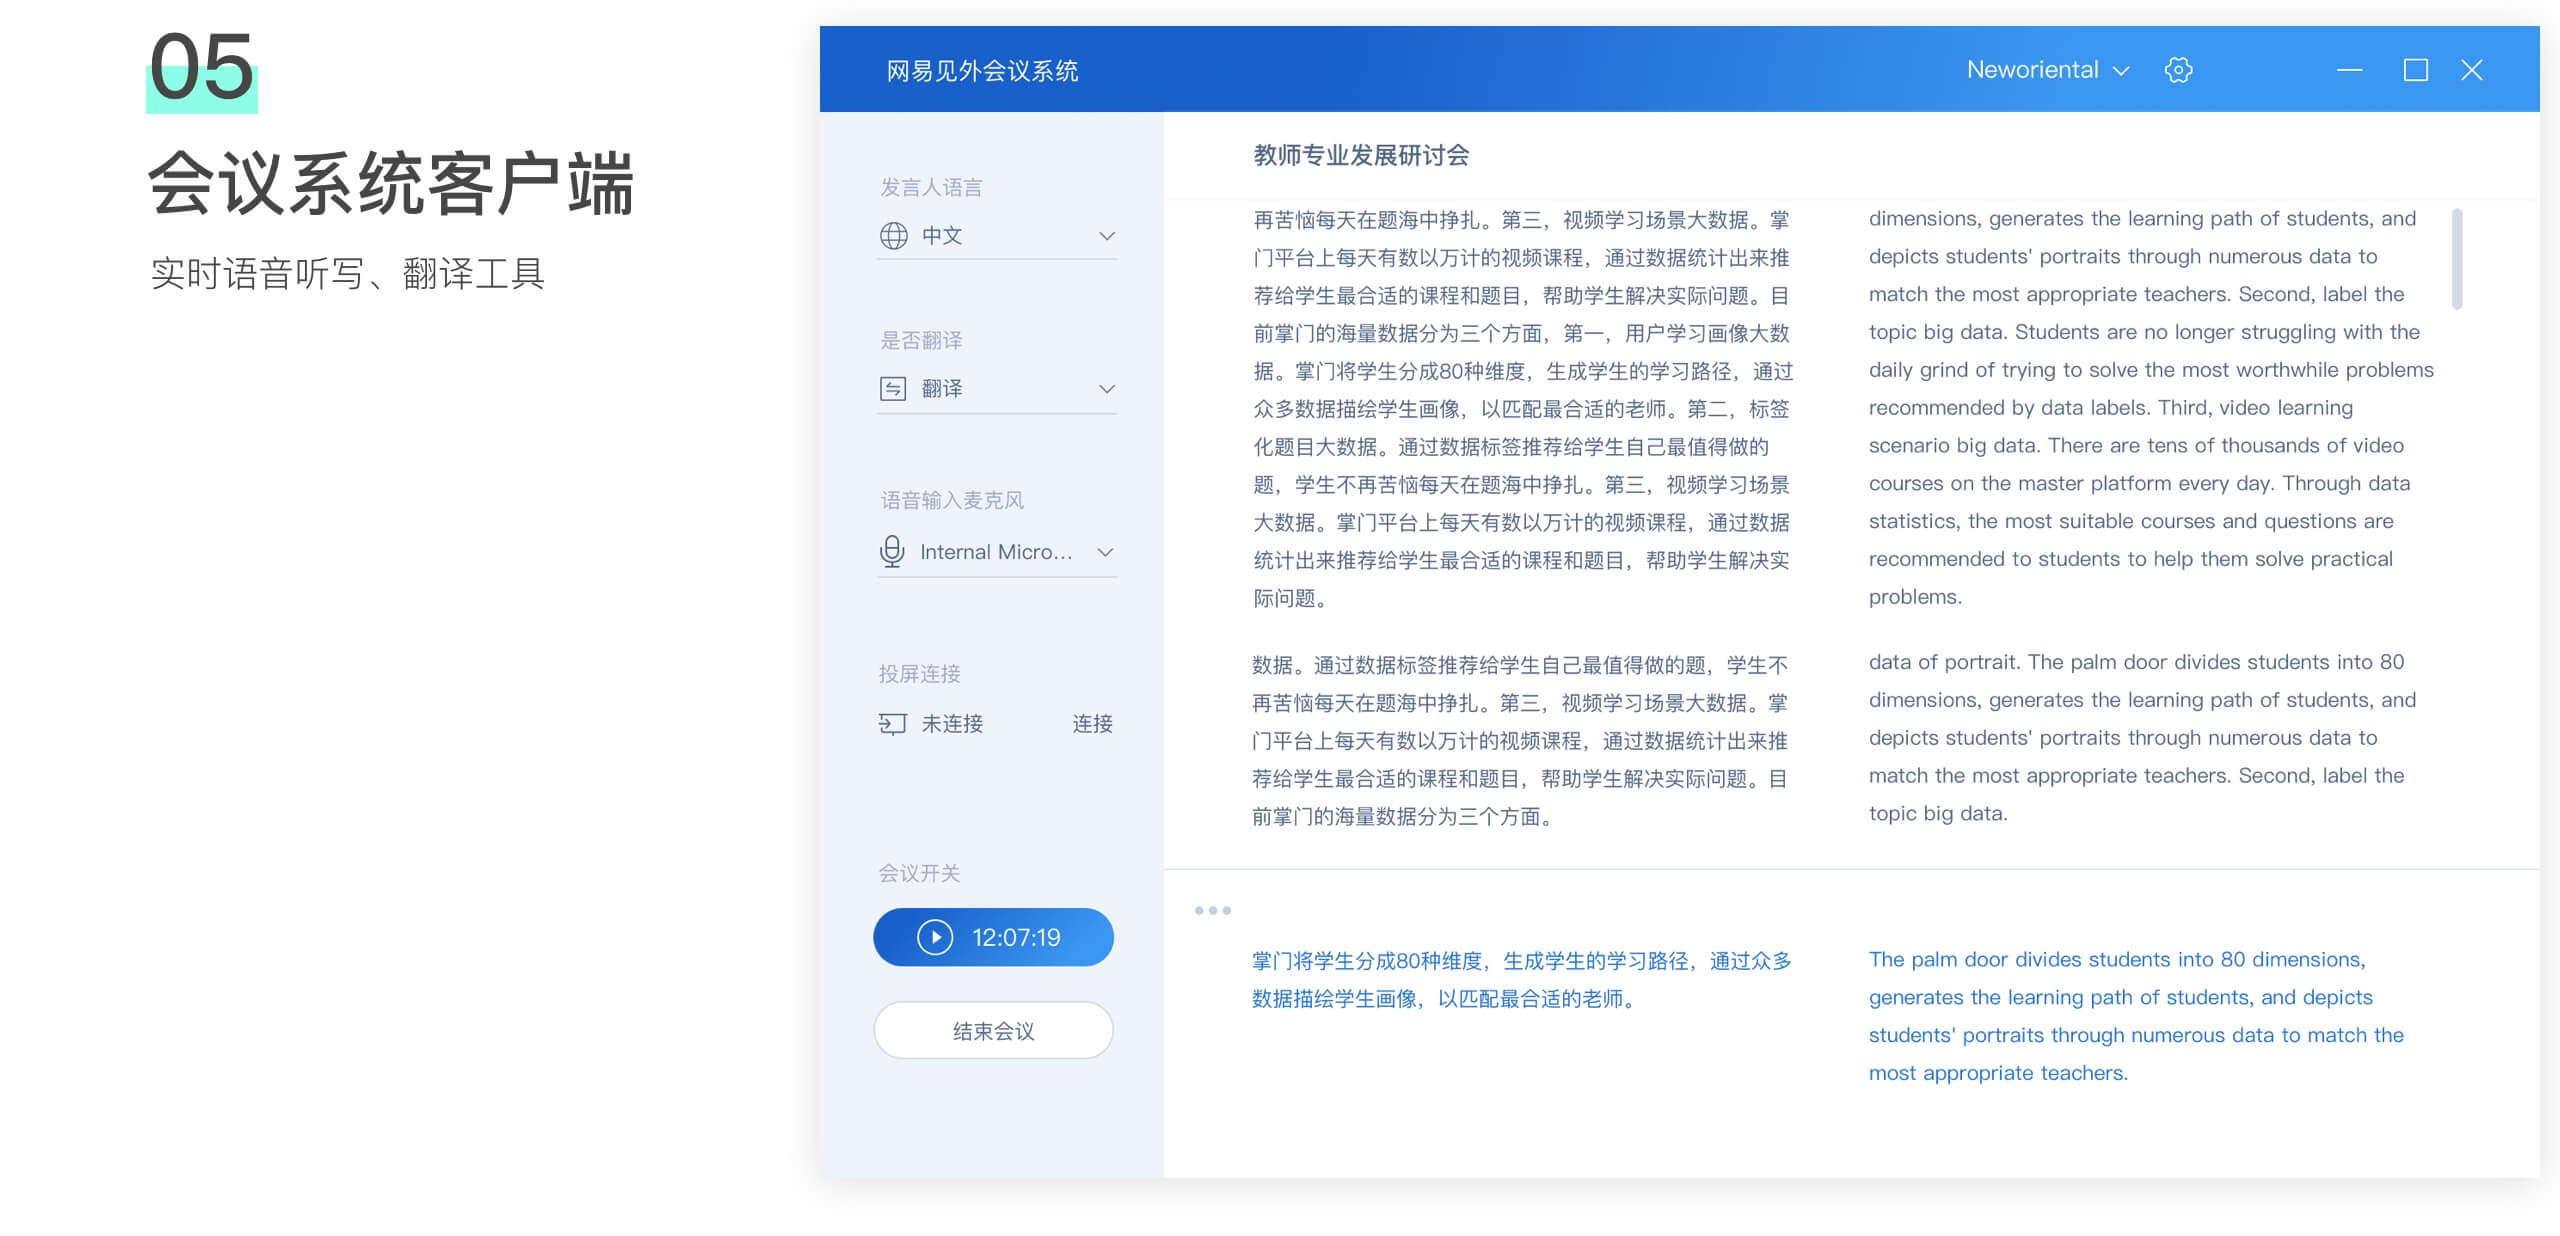 05
会议系统客户端
实时语音听写、翻译工具
网易见外会议系统
Neworiental
发言人语言
中文
是否翻译
翻译
语音输入麦克风
Internal Micro...
投屏连接
未连接 连接
会议开关
12:07:19
结束会议
教师专业发展研讨会
再苦恼每天在题海中挣扎。第三，视频学习场景大数据。掌
门平台上每天有数以万计的视频课程，通过数据统计出来推
荐给学生最合适的课程和题目，帮助学生解决实际问题。目
前掌门的海量数据分为三个方面，第一，用户学习画像大数
据。掌门将学生分成80种维度，生成学生的学习路径，通过
众多数据描绘学生画像，以匹配最合适的老师。第二，标签
化题目大数据。通过数据标签推荐给学生自己最值得做的
题，学生不再苦恼每天在题海中挣扎。第三，视频学习场景
大数据。掌门平台上每天有数以万计的视频课程，通过数据
统计出来推荐给学生最合适的课程和题目，帮助学生解决实
际问题。
数据。通过数据标签推荐给学生自己最值得做的题，学生不
再苦恼每天在题海中挣扎。第三，视频学习场景大数据。掌
门平台上每天有数以万计的视频课程，通过数据统计出来推
荐给学生最合适的课程和题目，帮助学生解决实际问题。目
前掌门的海量数据分为三个方面。
dimensions, generates the learning path of students, and
depicts students' portraits through numerous data to
match the most appropriate teachers. Second, label the
topic big data. Students are no longer struggling with the
daily grind of trying to solve the most worthwhile problems
recommended by data labels. Third, video learning
scenario big data. There are tens of thousands of video
courses on the master platform every day. Through data
statistics, the most suitable courses and questions are
recommended to students to help them solve practical
problems.
data of portrait. The palm door divides students into 80
dimensions, generates the learning path of students, and
depicts students' portraits through numerous data to
match the most appropriate teachers. Second, label the
topic big data.
掌门将学生分成80种维度，生成学生的学习路径，通过众多
数据描绘学生画像，以匹配最合适的老师。
The palm door divides students into 80 dimensions,
generates the learning path of students, and depicts
students' portraits through numerous data to match the
most appropriate teachers.